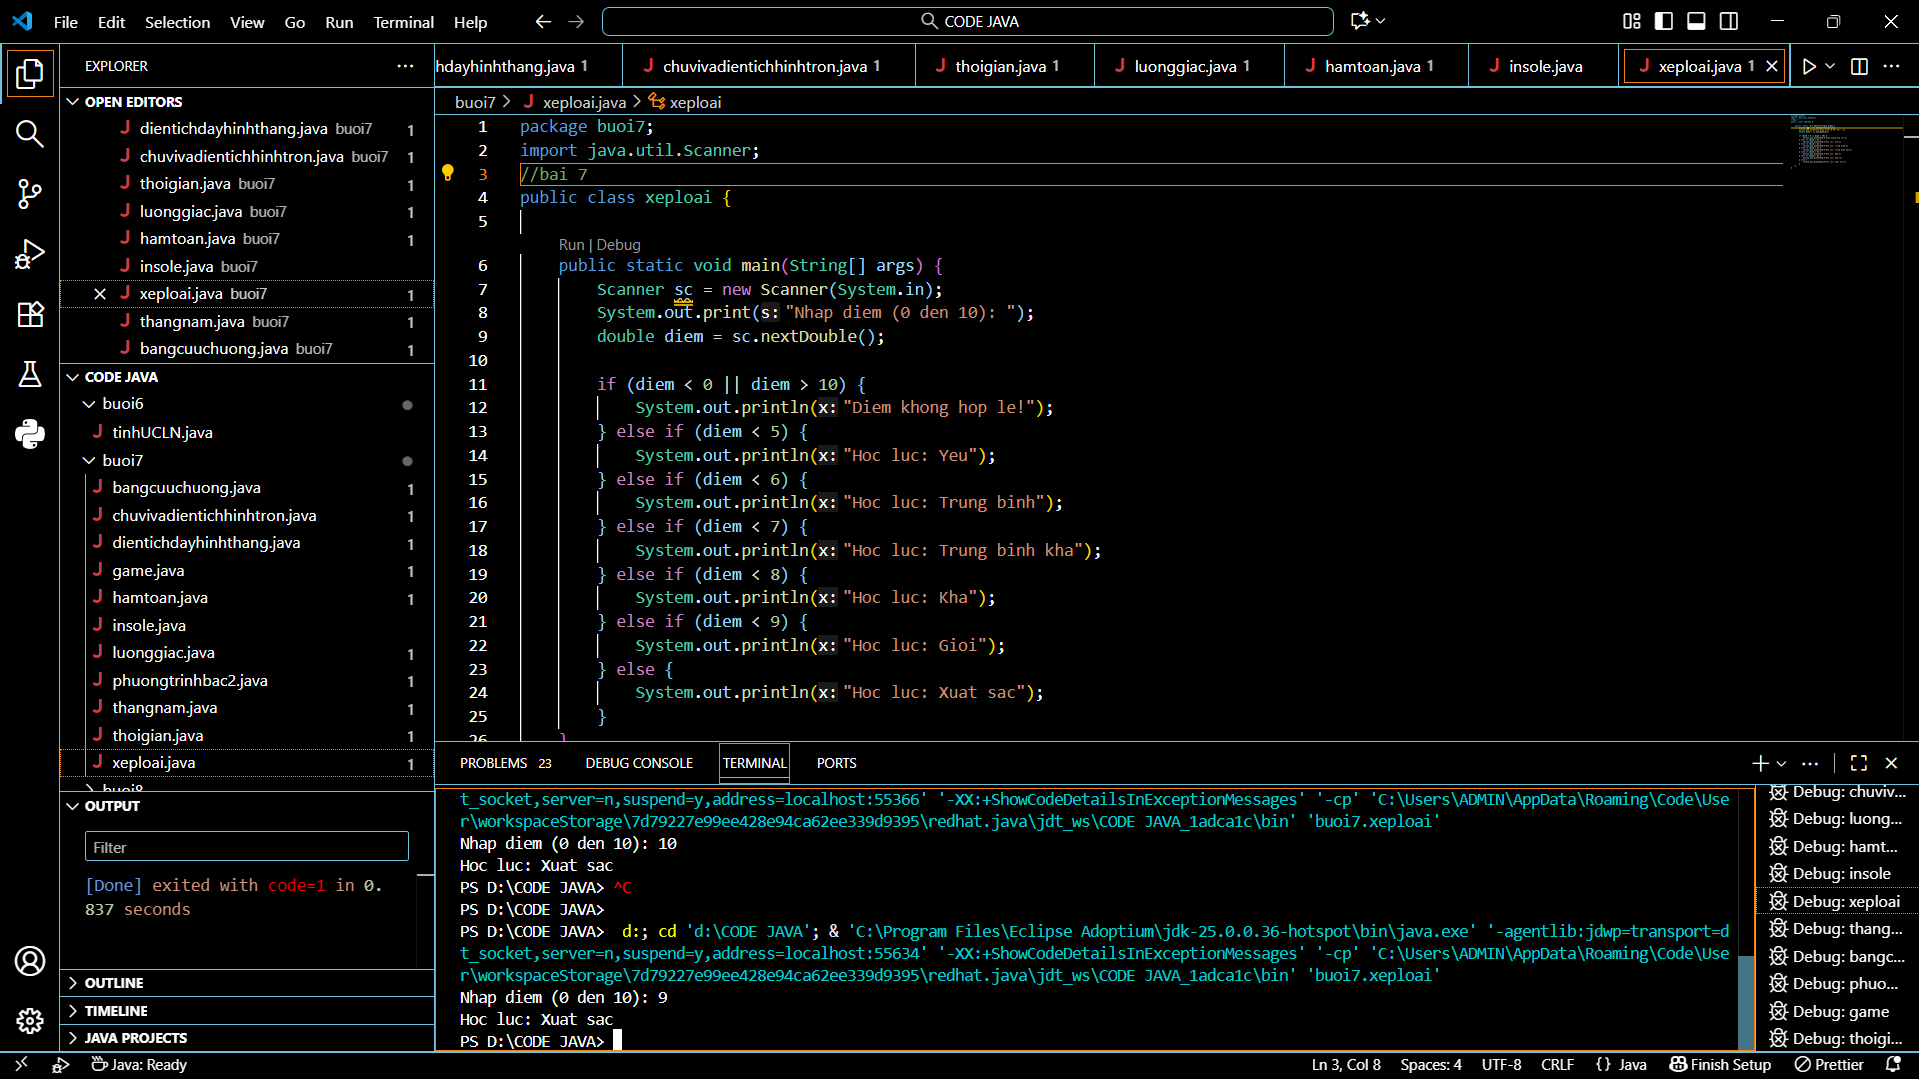 File Edit Selection View Go Run Terminal Help
CODE JAVA
EXPLORER
OPEN EDITORS
dientichdayhinhthang.java buoi7 1
chuvivadientichhinhtron.java buoi7 1
thoigian.java buoi7 1
luonggiac.java buoi7 1
hamtoan.java buoi7 1
insole.java buoi7
xeploai.java buoi7 1
thangnam.java buoi7 1
bangcuuchuong.java buoi7 1
CODE JAVA
buoi6
tinhUCLN.java
buoi7
bangcuuchuong.java 1
chuvivadientichhinhtron.java 1
dientichdayhinhthang.java 1
game.java 1
hamtoan.java 1
insole.java
luonggiac.java 1
phuongtrinhbac2.java 1
thangnam.java 1
thoigian.java 1
xeploai.java 1
buoi8
OUTPUT
Filter
[Done] exited with code=1 in 0.
837 seconds
OUTLINE
TIMELINE
JAVA PROJECTS
hdayhinhthang.java 1 chuvivadientichhinhtron.java 1 thoigian.java 1 luonggiac.java 1 hamtoan.java 1 insole.java xeploai.java 1
buoi7 > xeploai.java > xeploai
1 package buoi7;
2 import java.util.Scanner;
3 //bai 7
4 public class xeploai {
5
Run | Debug
6 public static void main(String[] args) {
7 Scanner sc = new Scanner(System.in);
8 System.out.print(s: "Nhap diem (0 den 10): ");
9 double diem = sc.nextDouble();
10
11 if (diem < 0 || diem > 10) {
12 System.out.println(x: "Diem khong hop le!");
13 } else if (diem < 5) {
14 System.out.println(x: "Hoc luc: Yeu");
15 } else if (diem < 6) {
16 System.out.println(x: "Hoc luc: Trung binh");
17 } else if (diem < 7) {
18 System.out.println(x: "Hoc luc: Trung binh kha");
19 } else if (diem < 8) {
20 System.out.println(x: "Hoc luc: Kha");
21 } else if (diem < 9) {
22 System.out.println(x: "Hoc luc: Gioi");
23 } else {
24 System.out.println(x: "Hoc luc: Xuat sac");
25 }
26 }
PROBLEMS 23 DEBUG CONSOLE TERMINAL PORTS
t_socket,server=n,suspend=y,address=localhost:55366' '-XX:+ShowCodeDetailsInExceptionMessages' '-cp' 'C:\Users\ADMIN\AppData\Roaming\Code\Use
r\workspaceStorage\7d79227e99ee428e94ca62ee339d9395\redhat.java\jdt_ws\CODE JAVA_1adca1c\bin' 'buoi7.xeploai'
Nhap diem (0 den 10): 10
Hoc luc: Xuat sac
PS D:\CODE JAVA> ^C
PS D:\CODE JAVA>
PS D:\CODE JAVA> d:; cd 'd:\CODE JAVA'; & 'C:\Program Files\Eclipse Adoptium\jdk-25.0.0.36-hotspot\bin\java.exe' '-agentlib:jdwp=transport=d
t_socket,server=n,suspend=y,address=localhost:55634' '-XX:+ShowCodeDetailsInExceptionMessages' '-cp' 'C:\Users\ADMIN\AppData\Roaming\Code\Use
r\workspaceStorage\7d79227e99ee428e94ca62ee339d9395\redhat.java\jdt_ws\CODE JAVA_1adca1c\bin' 'buoi7.xeploai'
Nhap diem (0 den 10): 9
Hoc luc: Xuat sac
PS D:\CODE JAVA>
Debug: chuviv...
Debug: luong...
Debug: hamt...
Debug: insole
Debug: xeploai
Debug: thang...
Debug: bangc...
Debug: phuo...
Debug: game
Debug: thoigi...
Java: Ready
Ln 3, Col 8 Spaces: 4 UTF-8 CRLF {} Java Finish Setup Prettier